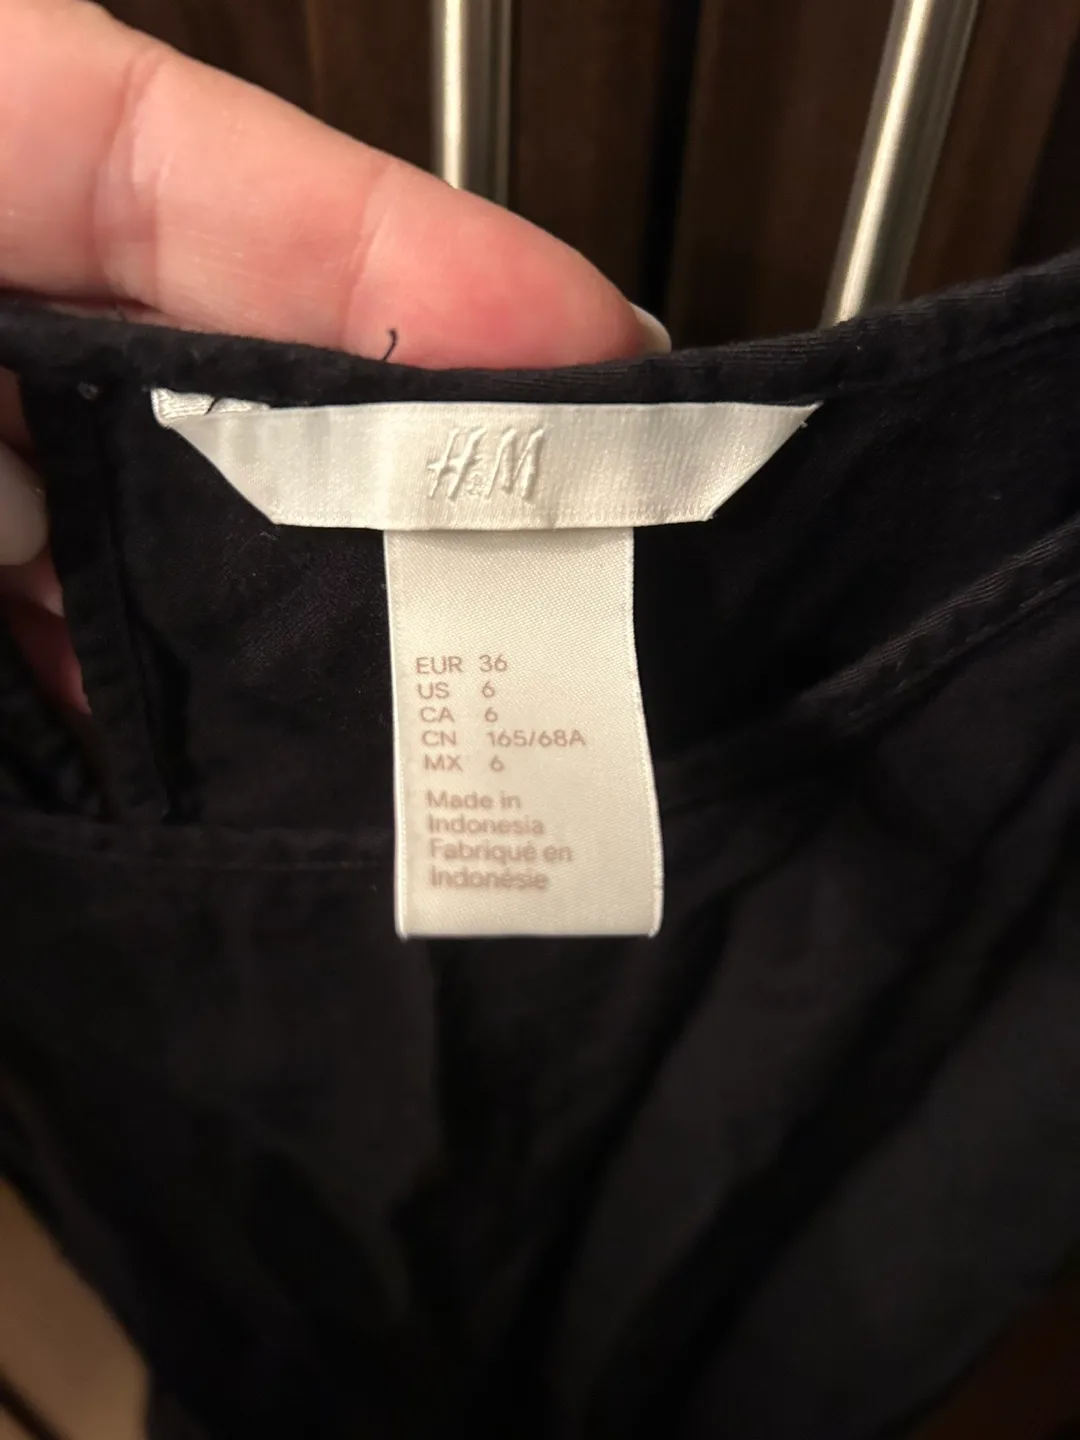 H&M
EUR 36
US 6
CA 6
CN 165/68A
MX 6
Made in
Indonesia
Fabriqué en
Indonésie